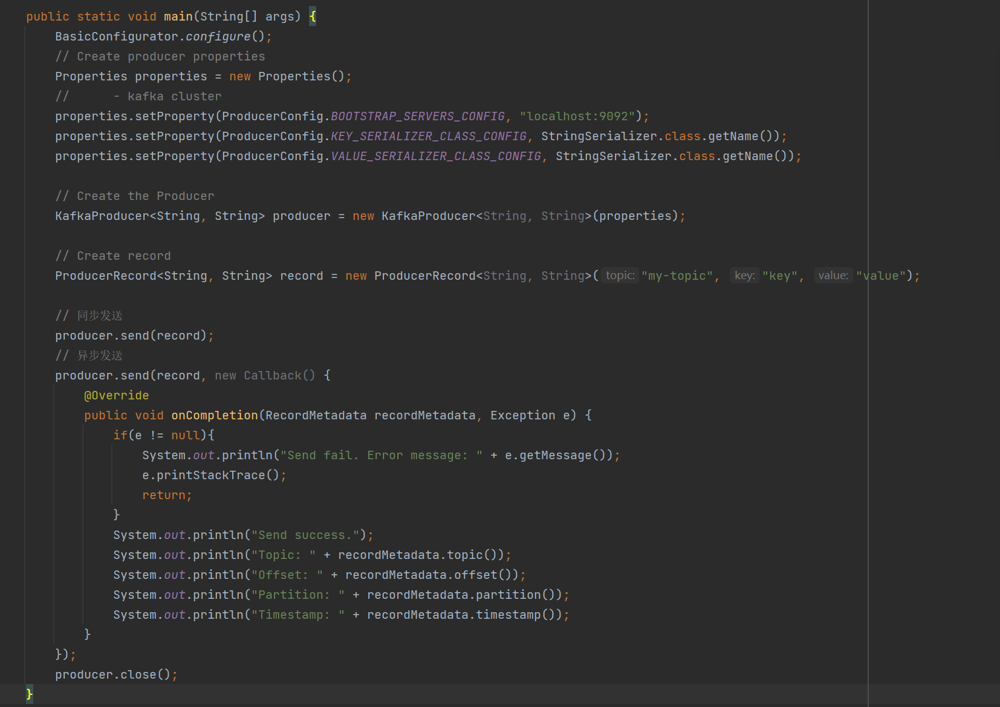 public static void main(String[] args) {
    BasicConfigurator.configure();
    // Create producer properties
    Properties properties = new Properties();
    //      - kafka cluster
    properties.setProperty(ProducerConfig.BOOTSTRAP_SERVERS_CONFIG, "localhost:9092");
    properties.setProperty(ProducerConfig.KEY_SERIALIZER_CLASS_CONFIG, StringSerializer.class.getName());
    properties.setProperty(ProducerConfig.VALUE_SERIALIZER_CLASS_CONFIG, StringSerializer.class.getName());

    // Create the Producer
    KafkaProducer<String, String> producer = new KafkaProducer<String, String>(properties);

    // Create record
    ProducerRecord<String, String> record = new ProducerRecord<String, String>( topic: "my-topic", key: "key", value: "value");

    // 同步发送
    producer.send(record);
    // 异步发送
    producer.send(record, new Callback() {
        @Override
        public void onCompletion(RecordMetadata recordMetadata, Exception e) {
            if(e != null){
                System.out.println("Send fail. Error message: " + e.getMessage());
                e.printStackTrace();
                return;
            }
            System.out.println("Send success.");
            System.out.println("Topic: " + recordMetadata.topic());
            System.out.println("Offset: " + recordMetadata.offset());
            System.out.println("Partition: " + recordMetadata.partition());
            System.out.println("Timestamp: " + recordMetadata.timestamp());
        }
    });
    producer.close();
}